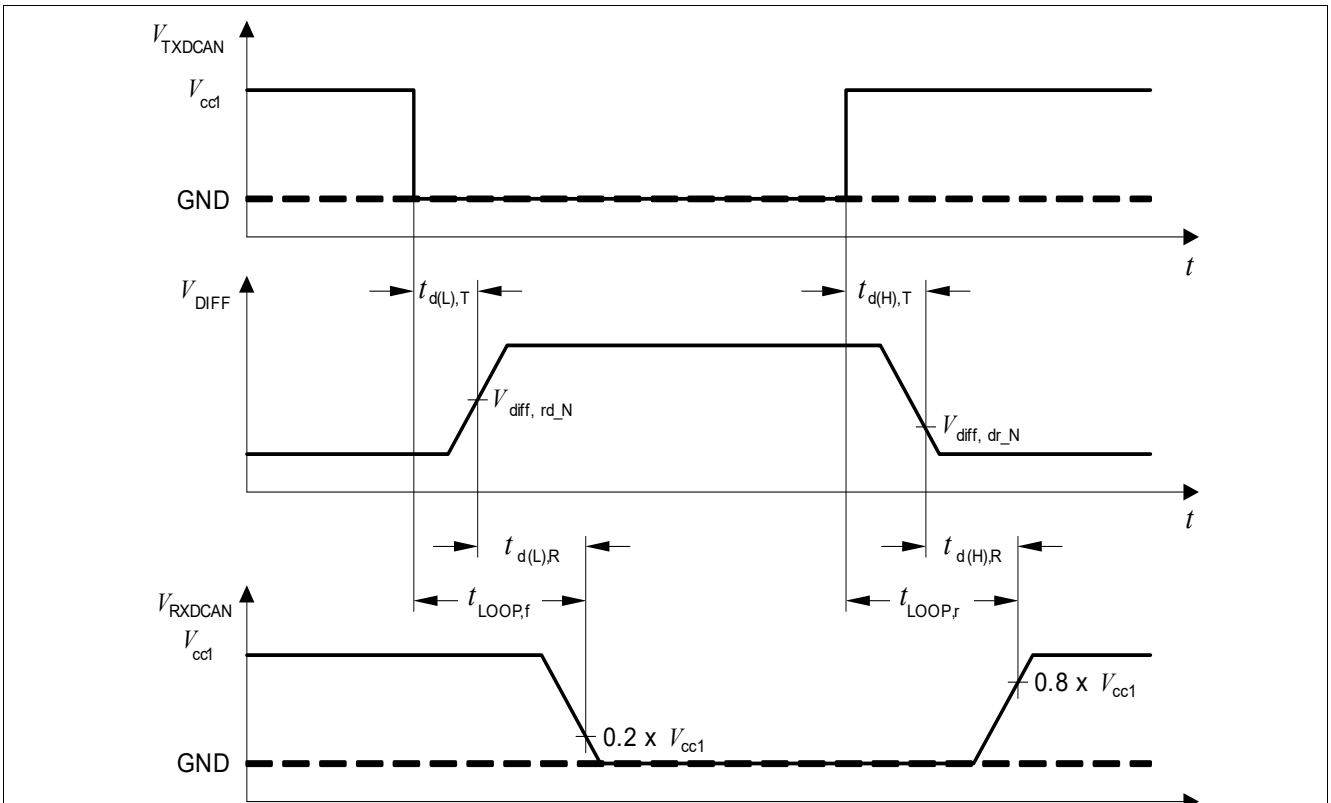 VTXDCAN
Vcc1
GND
t
VDIFF
td(L),T
td(H),T
Vdiff, rd_N
Vdiff, dr_N
t
td(L),R
td(H),R
VRXDCAN
tLOOP,f
tLOOP,r
Vcc1
0.8 x Vcc1
0.2 x Vcc1
GND